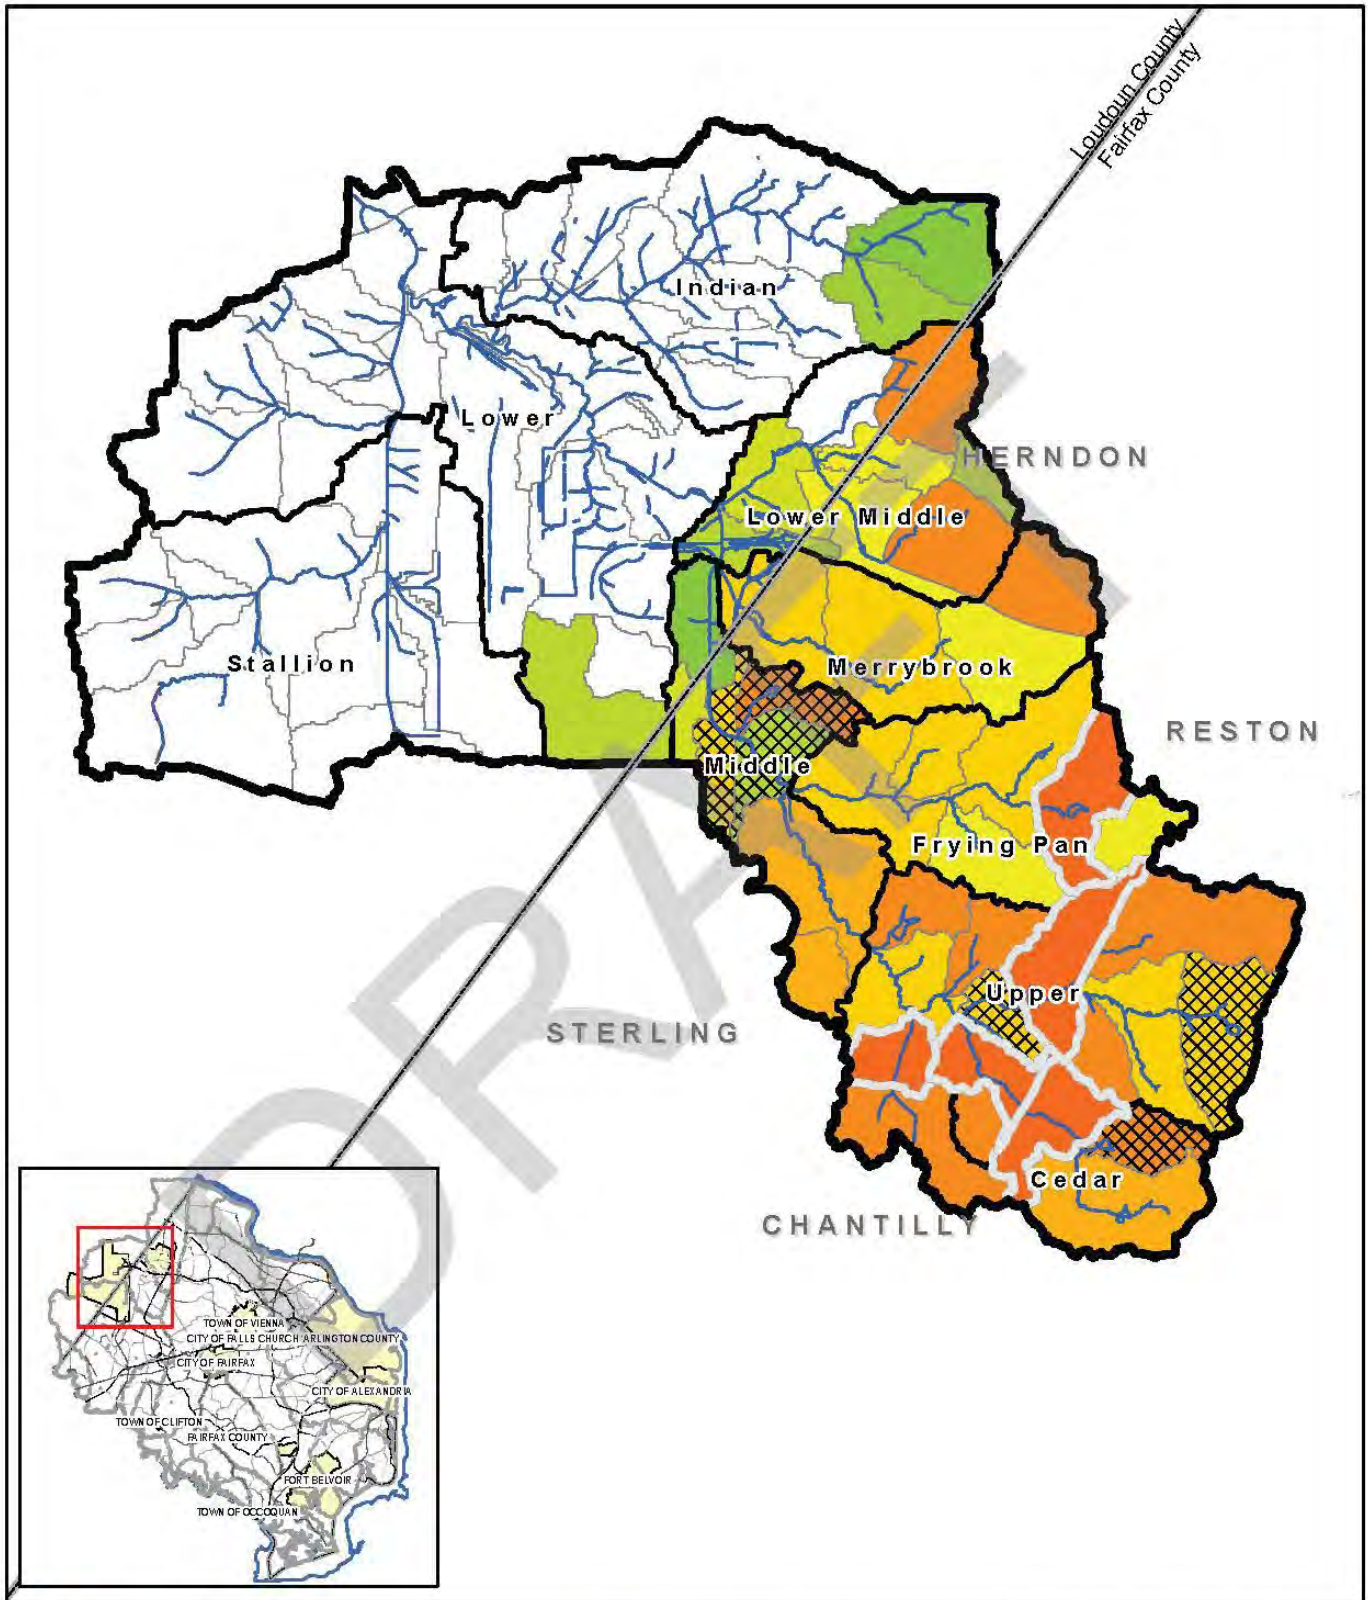 Loudoun County
Fairfax County
Indian
Lower
HERNDON
Lower Middle
Stallion
Merrybrook
RESTON
Middle
Frying Pan
Upper
STERLING
Cedar
CHANTILLY
DRAFT
TOWN OF VIENNA
CITY OF FALLS CHURCH ARLINGTON COUNTY
CITY OF FAIRFAX
CITY OF ALEXANDRIA
TOWN OF CLIFTON
FAIRFAX COUNTY
FORT BELVOIR
TOWN OF OCCOQUAN